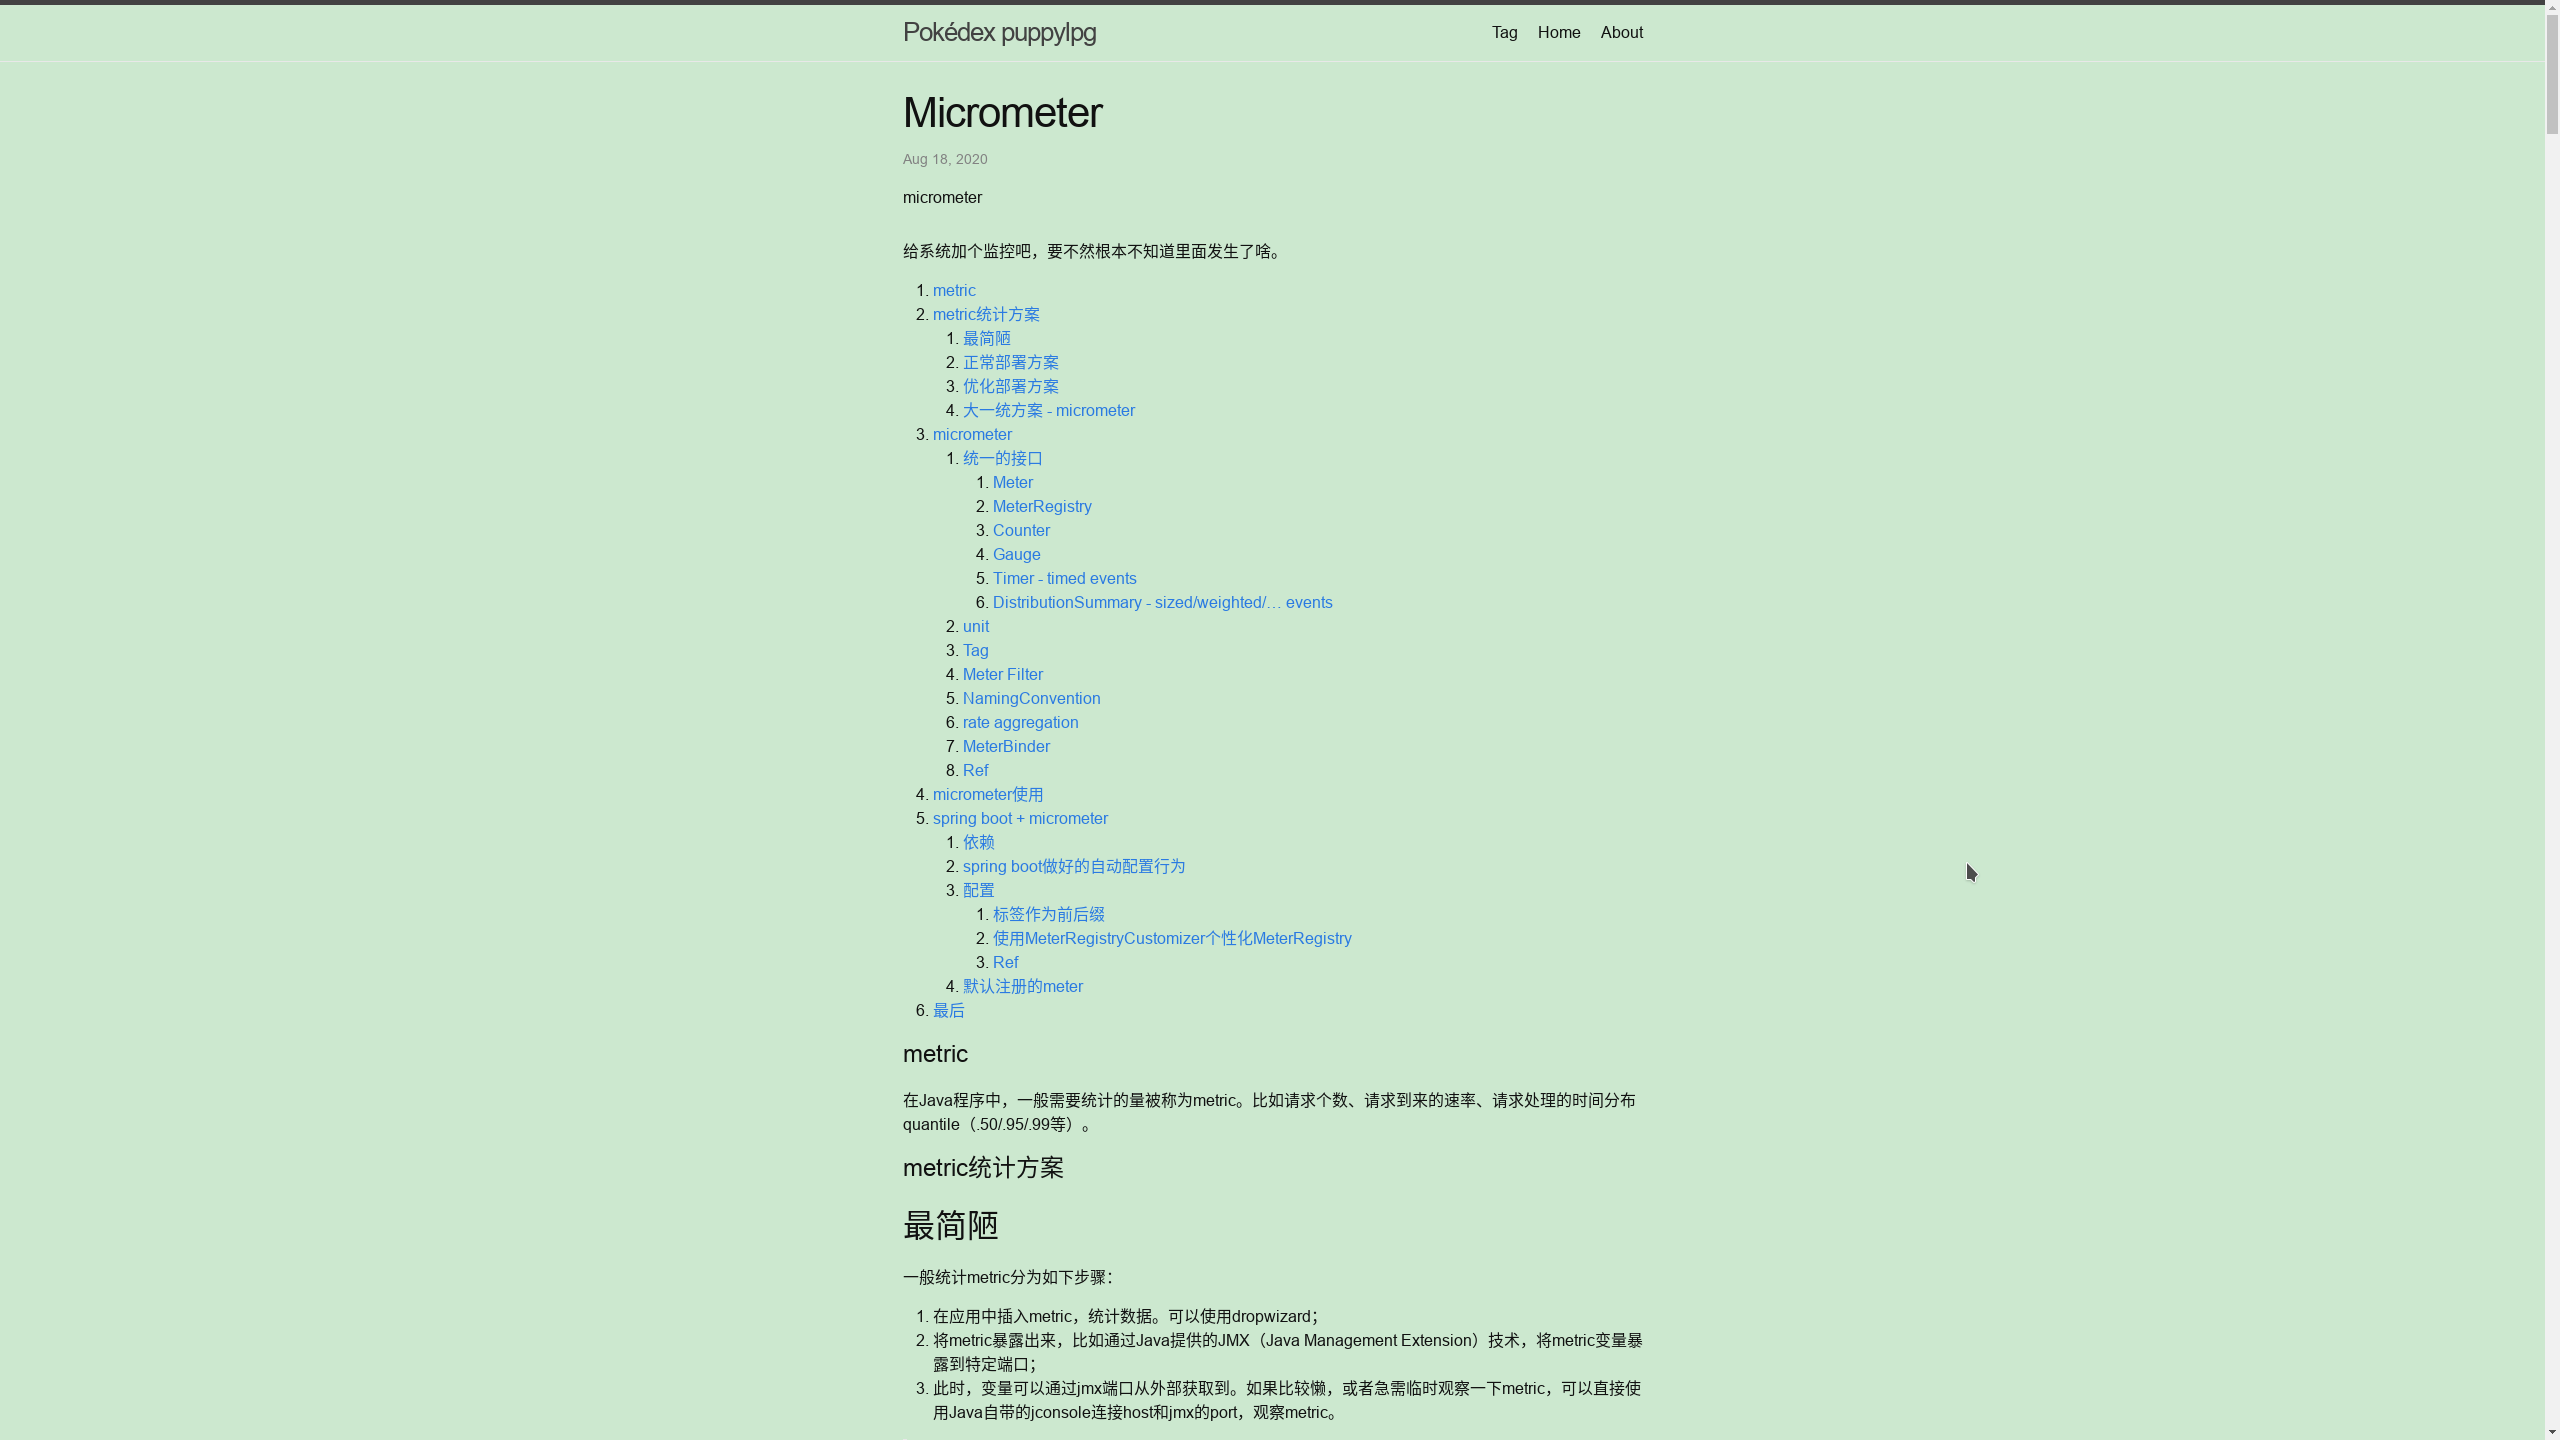 Pokédex puppylpg
Tag Home About
Micrometer
Aug 18, 2020
micrometer
给系统加个监控吧，要不然根本不知道里面发生了啥。
1. metric
2. metric统计方案
1. 最简陋
2. 正常部署方案
3. 优化部署方案
4. 大一统方案 - micrometer
3. micrometer
1. 统一的接口
1. Meter
2. MeterRegistry
3. Counter
4. Gauge
5. Timer - timed events
6. DistributionSummary - sized/weighted/… events
2. unit
3. Tag
4. Meter Filter
5. NamingConvention
6. rate aggregation
7. MeterBinder
8. Ref
4. micrometer使用
5. spring boot + micrometer
1. 依赖
2. spring boot做好的自动配置行为
3. 配置
1. 标签作为前后缀
2. 使用MeterRegistryCustomizer个性化MeterRegistry
3. Ref
4. 默认注册的meter
6. 最后
metric
在Java程序中，一般需要统计的量被称为metric。比如请求个数、请求到来的速率、请求处理的时间分布
quantile（.50/.95/.99等）。
metric统计方案
最简陋
一般统计metric分为如下步骤：
1. 在应用中插入metric，统计数据。可以使用dropwizard；
2. 将metric暴露出来，比如通过Java提供的JMX（Java Management Extension）技术，将metric变量暴
露到特定端口；
3. 此时，变量可以通过jmx端口从外部获取到。如果比较懒，或者急需临时观察一下metric，可以直接使
用Java自带的jconsole连接host和jmx的port，观察metric。